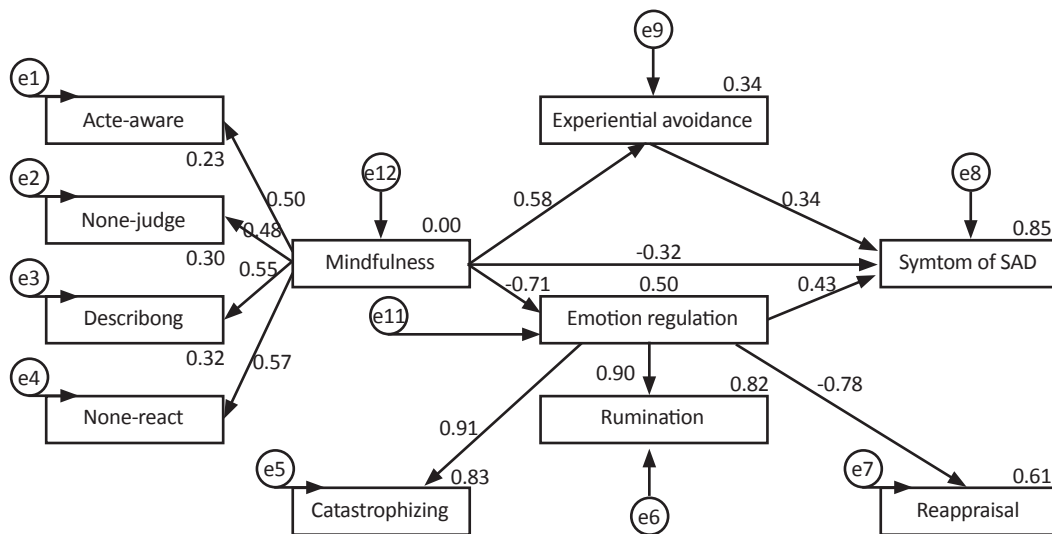 e9
e1
0.34
Acte-aware
Experiential avoidance
0.23
e2
e12
0.58
0.34
e8
0.50
None-judge
0.48
0.00
0.85
0.30
Mindfulness
-0.32
Symtom of SAD
e3
0.55
-0.71
0.50
0.43
Describong
e11
Emotion regulation
0.32
e4
0.57
0.90
0.82
-0.78
None-react
Rumination
0.91
e5
0.83
e7
0.61
Catastrophizing
e6
Reappraisal